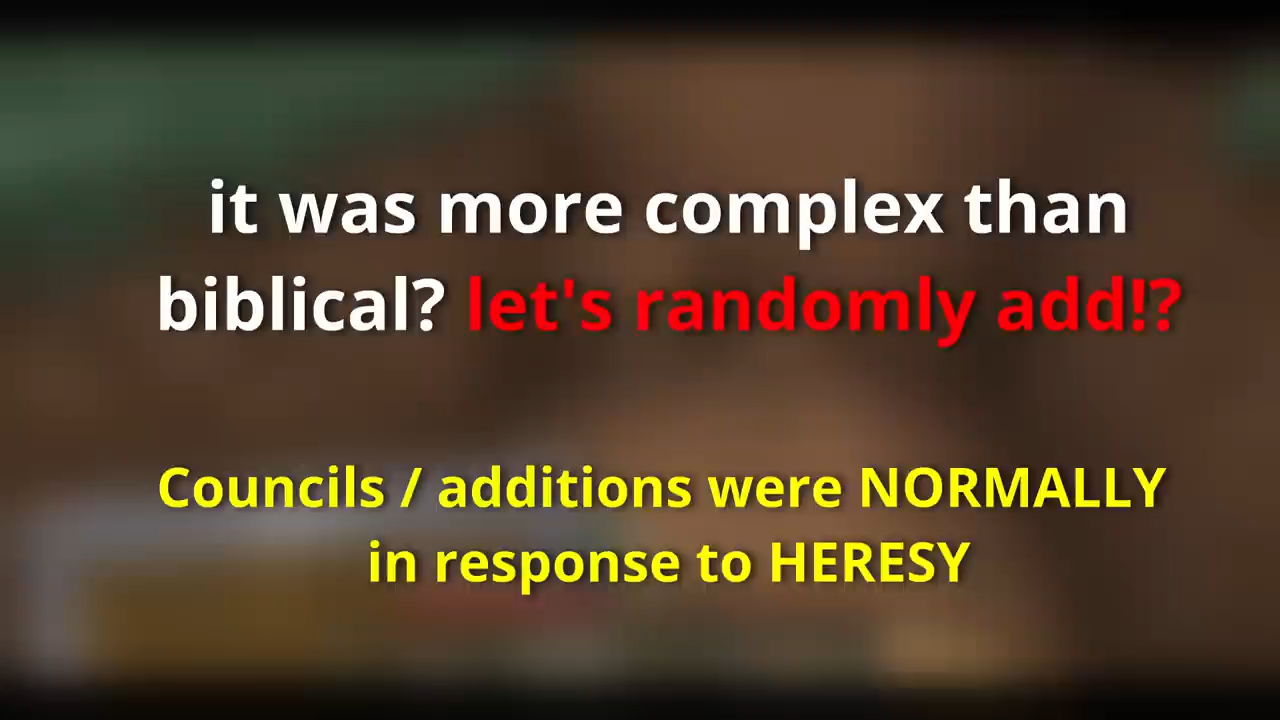 it was more complex than
biblical? let's randomly add!?
Councils / additions were NORMALLY
in response to HERESY